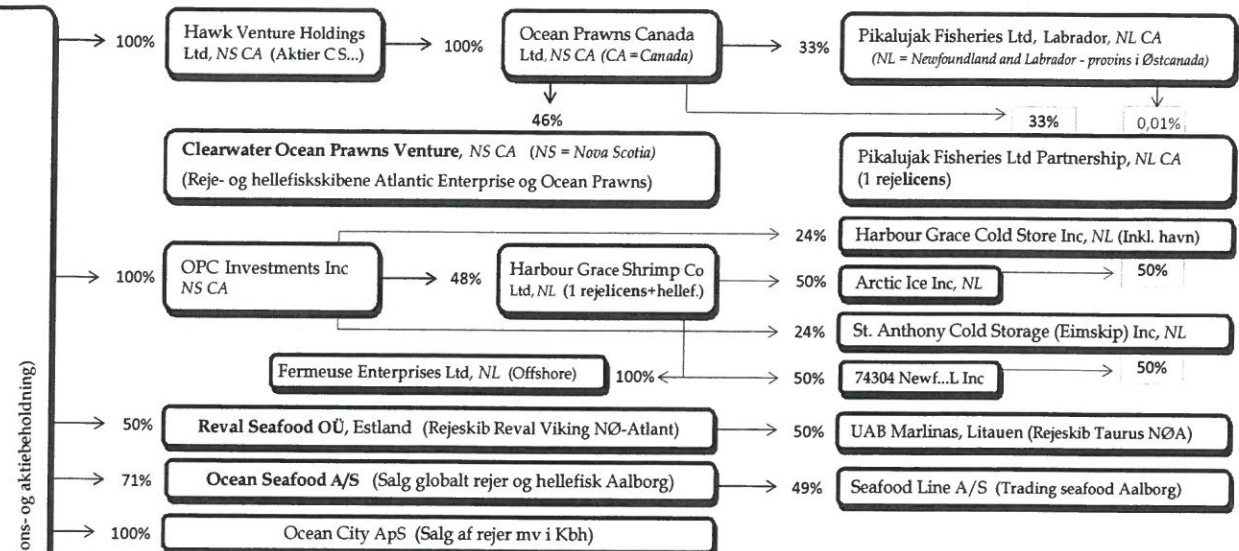 100%
Hawk Venture Holdings
Ltd, NS CA (Aktier CS...)
100%
Ocean Prawns Canada
Ltd, NS CA (CA = Canada)
33%
Pikalujak Fisheries Ltd, Labrador, NL CA
(NL = Newfoundland and Labrador - provins i Østcanada)
46%
33%
0,01%
Clearwater Ocean Prawns Venture, NS CA (NS = Nova Scotia)
(Reje- og hellefiskskibene Atlantic Enterprise og Ocean Prawns)
Pikalujak Fisheries Ltd Partnership, NL CA
(1 rejelicens)
24%
Harbour Grace Cold Store Inc, NL (Inkl. havn)
100%
OPC Investments Inc
NS CA
48%
Harbour Grace Shrimp Co
Ltd, NL (1 rejelicens+hellef.)
50%
Arctic Ice Inc, NL
50%
24%
St. Anthony Cold Storage (Eimskip) Inc, NL
Fermeuse Enterprises Ltd, NL (Offshore)
100%
50%
74304 Newf...L Inc
50%
50%
Reval Seafood OÜ, Estland (Rejeskib Reval Viking NØ-Atlant)
50%
UAB Marlinas, Litauen (Rejeskib Taurus NØA)
71%
Ocean Seafood A/S (Salg globalt rejer og hellefisk Aalborg)
49%
Seafood Line A/S (Trading seafood Aalborg)
100%
Ocean City ApS (Salg af rejer mv i Kbh)
ons- og aktiebeholdning)